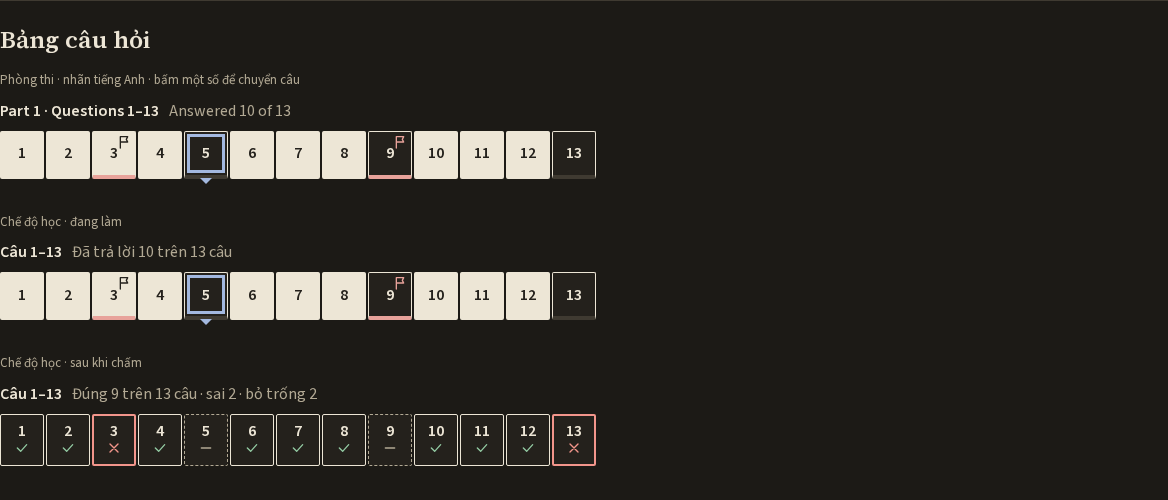 Bảng câu hỏi
Phòng thi · nhãn tiếng Anh · bấm một số để chuyển câu
Part 1 · Questions 1–13 Answered 10 of 13
1 2 3 4 5 6 7 8 9 10 11 12 13
Chế độ học · đang làm
Câu 1–13 Đã trả lời 10 trên 13 câu
1 2 3 4 5 6 7 8 9 10 11 12 13
Chế độ học · sau khi chấm
Câu 1–13 Đúng 9 trên 13 câu · sai 2 · bỏ trống 2
1 2 3 4 5 6 7 8 9 10 11 12 13